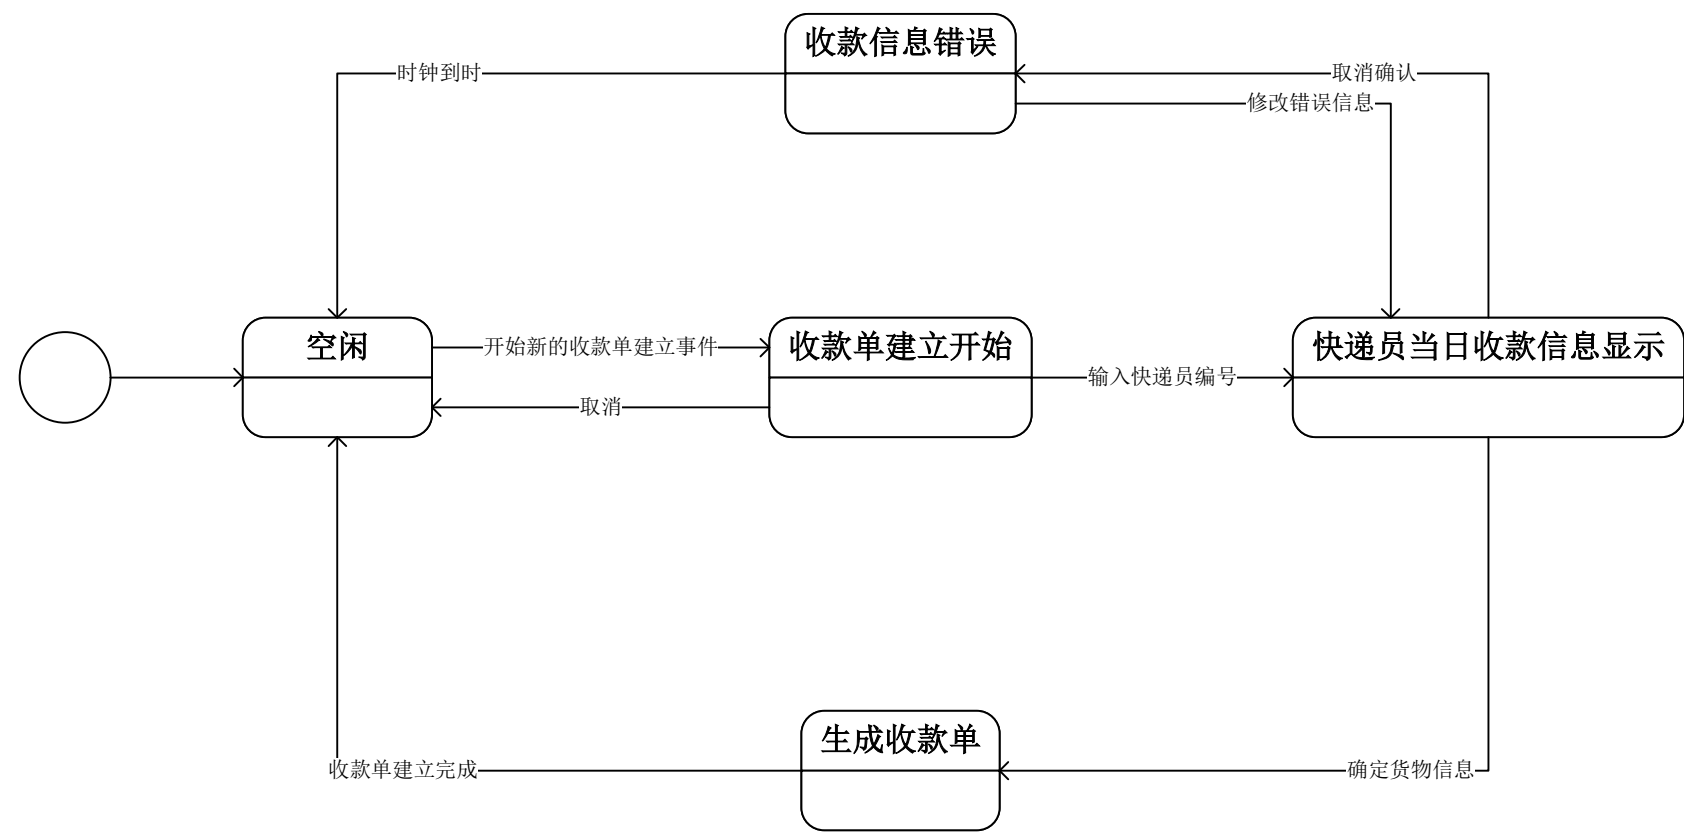 收款信息错误
时钟到时
取消确认
修改错误信息
空闲
开始新的收款单建立事件
收款单建立开始
快递员当日收款信息显示
输入快递员编号
取消
生成收款单
收款单建立完成
确定货物信息